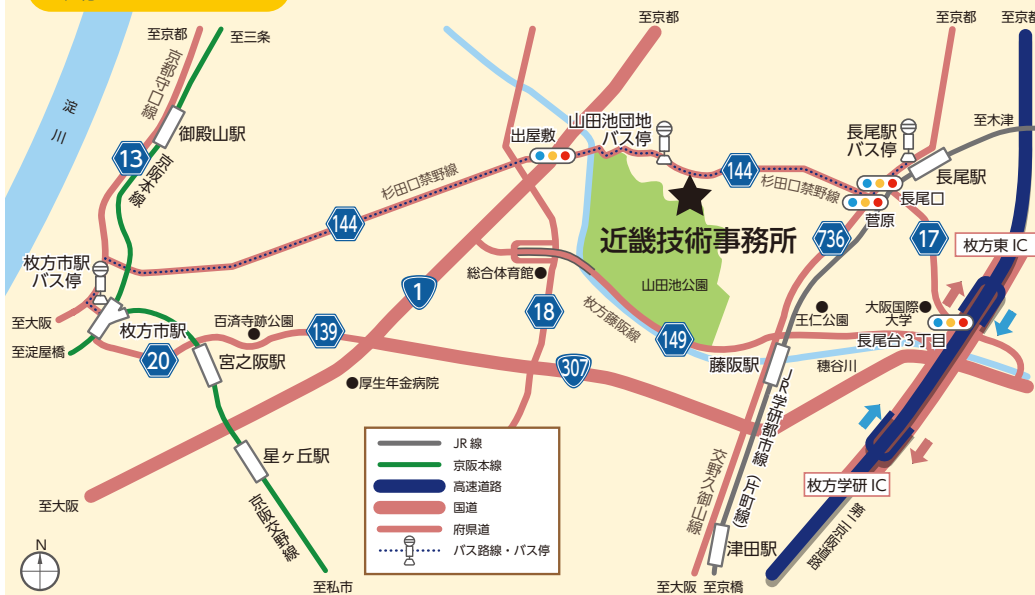 至京都
至三条
至京都
至京都
至京都
京都守口線
淀川
御殿山駅
13
京阪本線
出屋敷
山田池団地
バス停
長尾駅
バス停
至木津
長尾駅
杉田口禁野線
144
144
杉田口禁野線
長尾口
菅原
近畿技術事務所
736
17
枚方東 IC
枚方市駅
バス停
1
総合体育館
山田池公園
18
枚方藤阪線
149
王仁公園
大阪国際
大学
長尾台3丁目
至大阪
枚方市駅
至淀屋橋
20
百済寺跡公園
139
宮之阪駅
307
藤阪駅
穂谷川
厚生年金病院
JR学研都市線(片町線)
星ヶ丘駅
交野久御山線
枚方学研 IC
第二京阪道路
至大阪
京阪交野線
JR 線
京阪本線
高速道路
国道
府県道
バス路線・バス停
津田駅
N
至私市
至大阪
至京橋